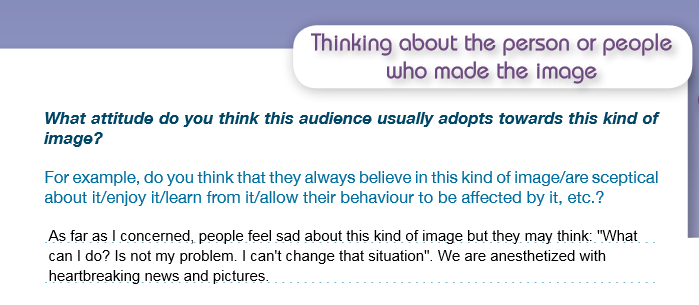 Thinking about the person or people
who made the image
What attitude do you think this audience usually adopts towards this kind of
image?
For example, do you think that they always believe in this kind of image/are sceptical
about it/enjoy it/learn from it/allow their behaviour to be affected by it, etc.?
As far as I concerned, people feel sad about this kind of image but they may think: "What
can I do? Is not my problem. I can't change that situation". We are anesthetized with
heartbreaking news and pictures.